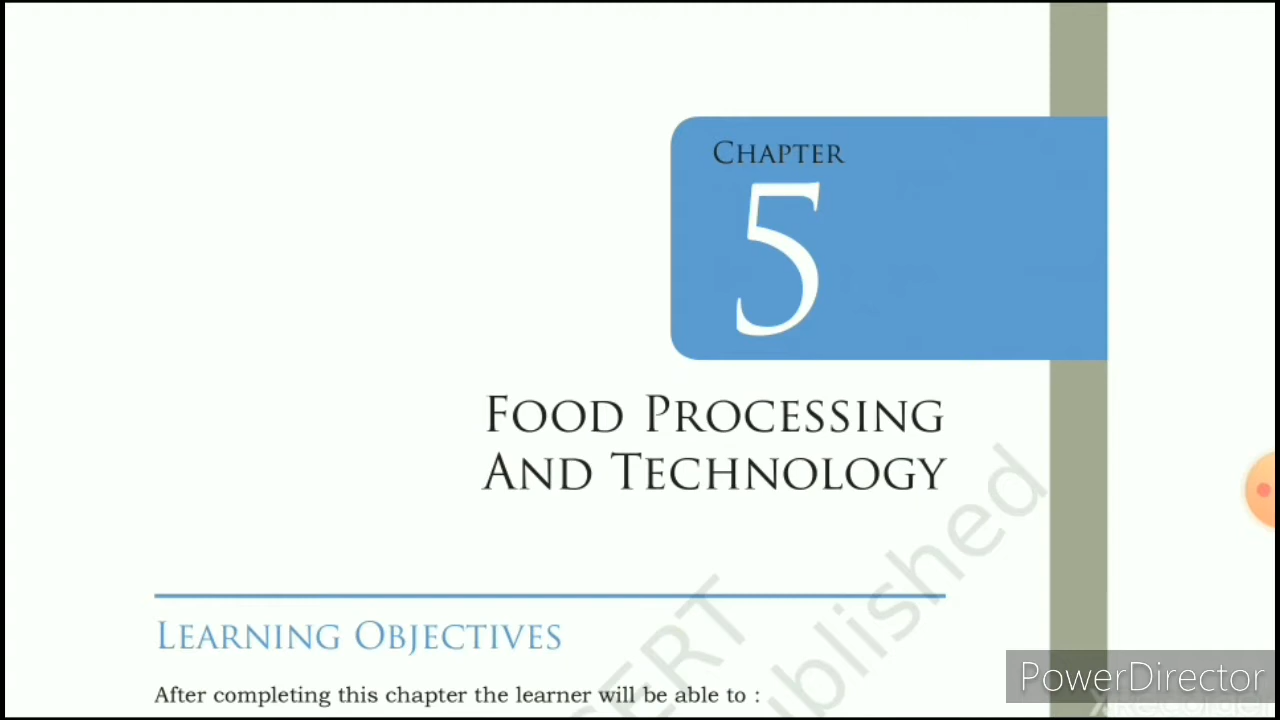 CHAPTER
5
FOOD PROCESSING
AND TECHNOLOGY
LEARNING OBJECTIVES
After completing this chapter the learner will be able to :
PowerDirector